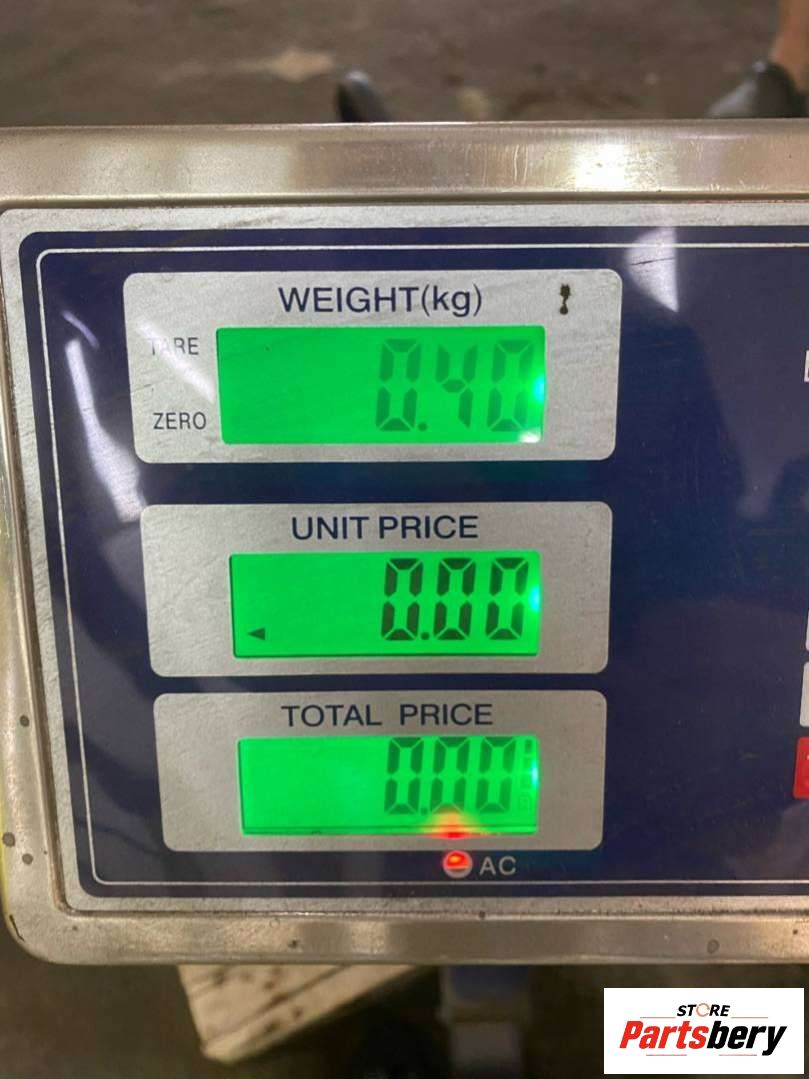 WEIGHT(kg)
TARE
0.40
ZERO
UNIT PRICE
0.00
TOTAL PRICE
0.00
AC
STORE
Partsbery